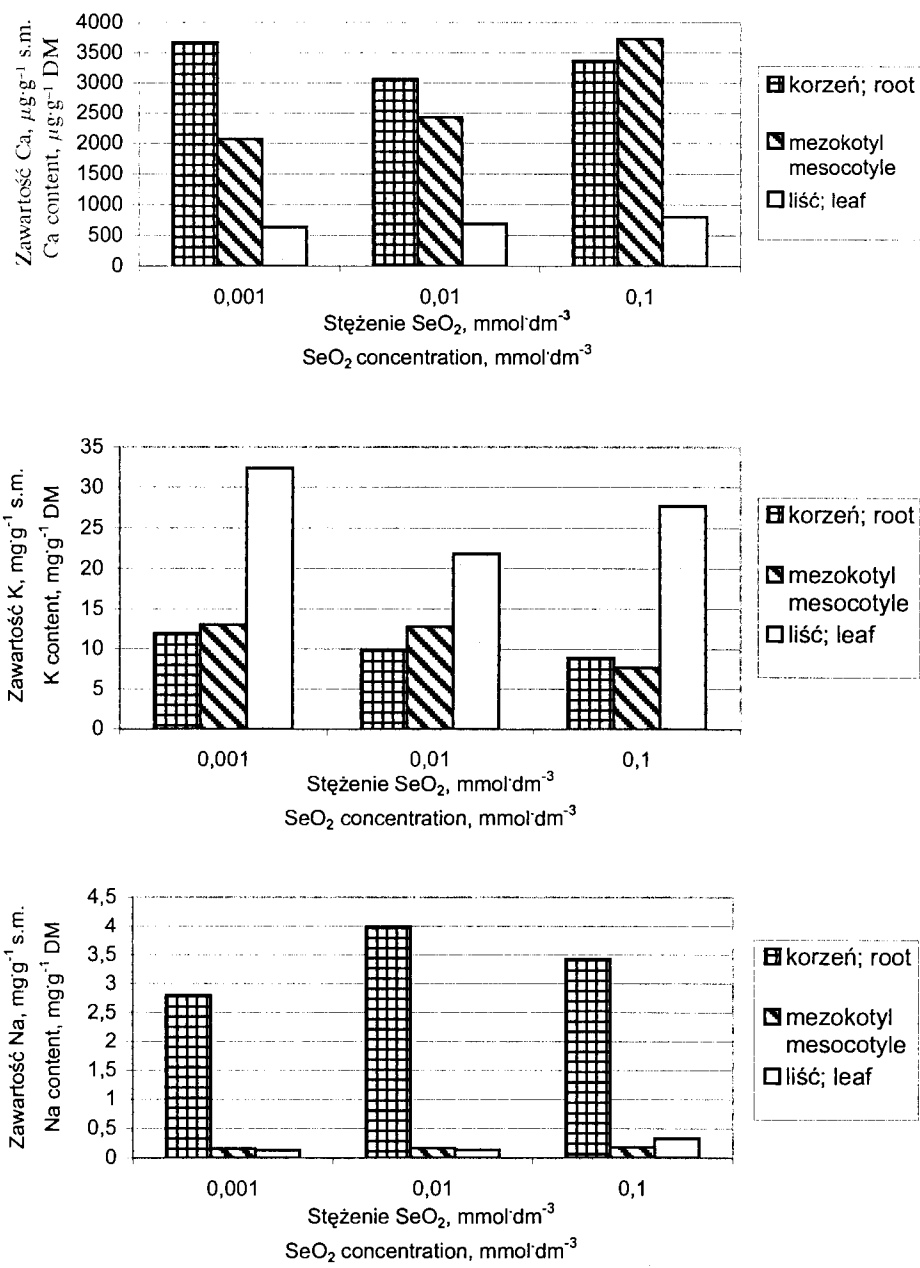 Zawartość Ca, µg·g⁻¹ s.m.
Ca content, µg·g⁻¹ DM
4000
3500
3000
2500
2000
1500
1000
500
0
0,001
0,01
0,1
Stężenie SeO₂, mmol·dm⁻³
SeO₂ concentration, mmol·dm⁻³
korzeń; root
mezokotyl
mesocotyle
liść; leaf
Zawartość K, mg·g⁻¹ s.m.
K content, mg·g⁻¹ DM
35
30
25
20
15
10
5
0
0,001
0,01
0,1
Stężenie SeO₂, mmol·dm⁻³
SeO₂ concentration, mmol·dm⁻³
korzeń; root
mezokotyl
mesocotyle
liść; leaf
Zawartość Na, mg·g⁻¹ s.m.
Na content, mg·g⁻¹ DM
4,5
4
3,5
3
2,5
2
1,5
1
0,5
0
0,001
0,01
0,1
Stężenie SeO₂, mmol·dm⁻³
SeO₂ concentration, mmol·dm⁻³
korzeń; root
mezokotyl
mesocotyle
liść; leaf